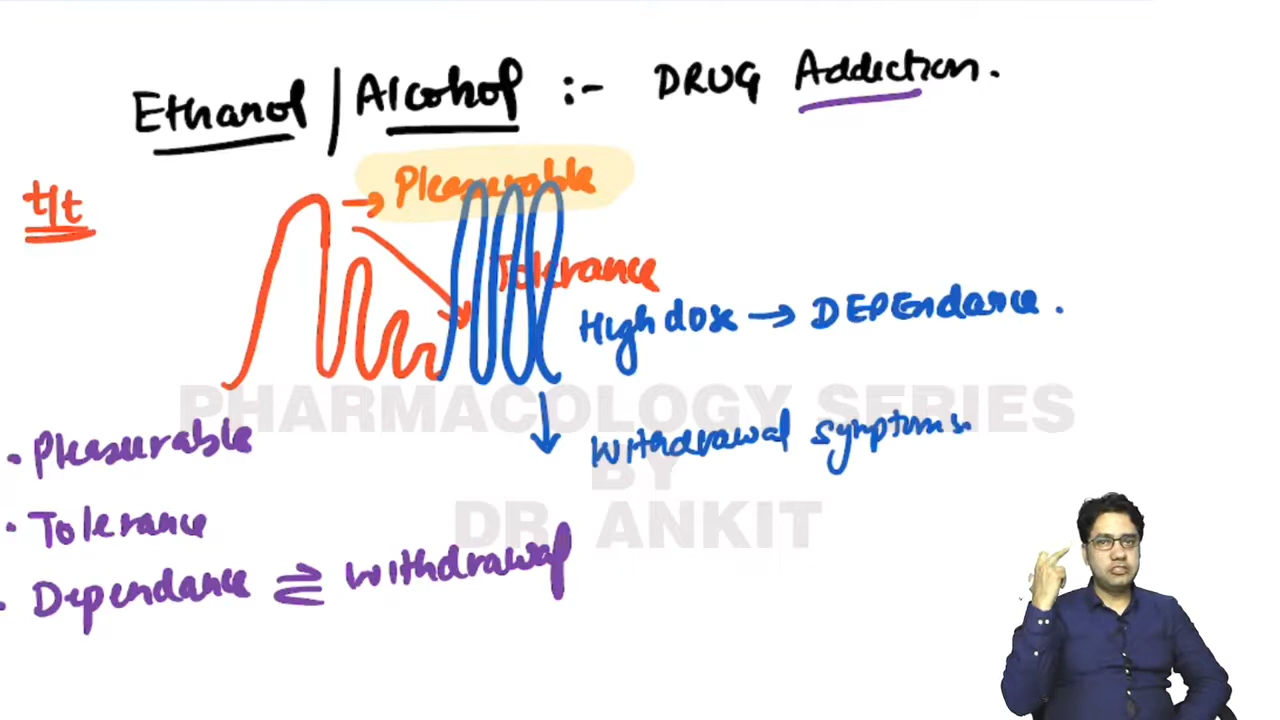 Ethanol / Alcohol :- DRUG Addiction.
t/t
→ Pleasurable
Tolerance
High dose → DEPEndance.
withdrawal symptoms.
PHARMACOLOGY SERIES
BY
DR. ANKIT
• Pleasurable
• Tolerance
• Dependance ⇌ withdrawal